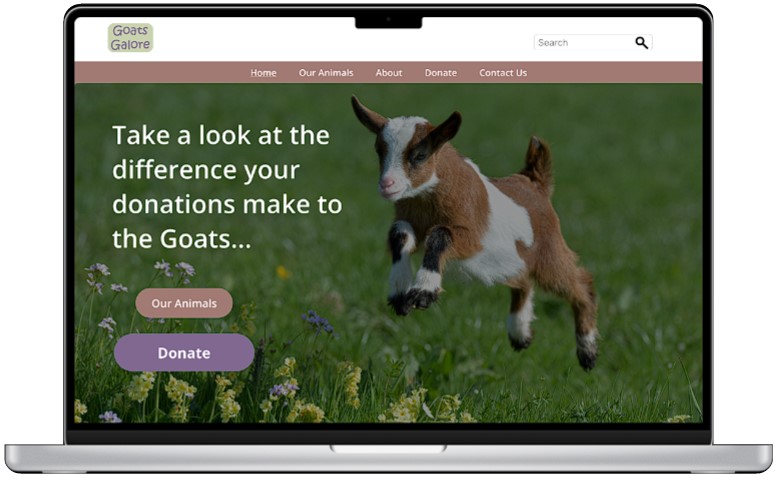 Goats
Galore
Search
Home Our Animals About Donate Contact Us
Take a look at the
difference your
donations make to
the Goats...
Our Animals
Donate